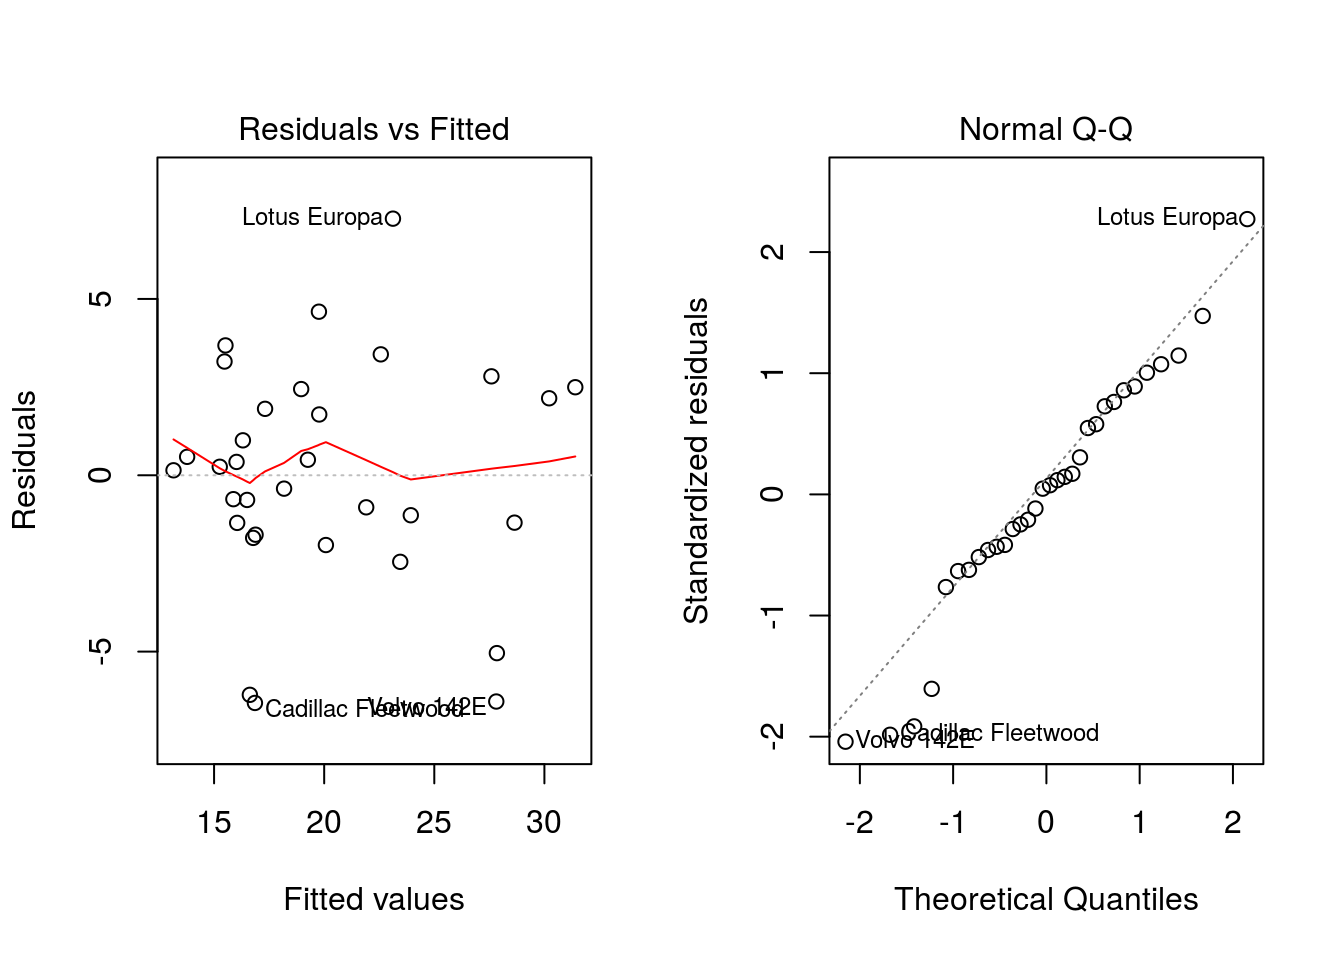 Residuals vs Fitted
Residuals
5
0
-5
Lotus Europa
Cadillac Fleetwood
Volvo 142E
15 20 25 30
Fitted values
Normal Q-Q
Standardized residuals
2
1
0
-1
-2
Lotus Europa
Cadillac Fleetwood
Volvo 142E
-2 -1 0 1 2
Theoretical Quantiles